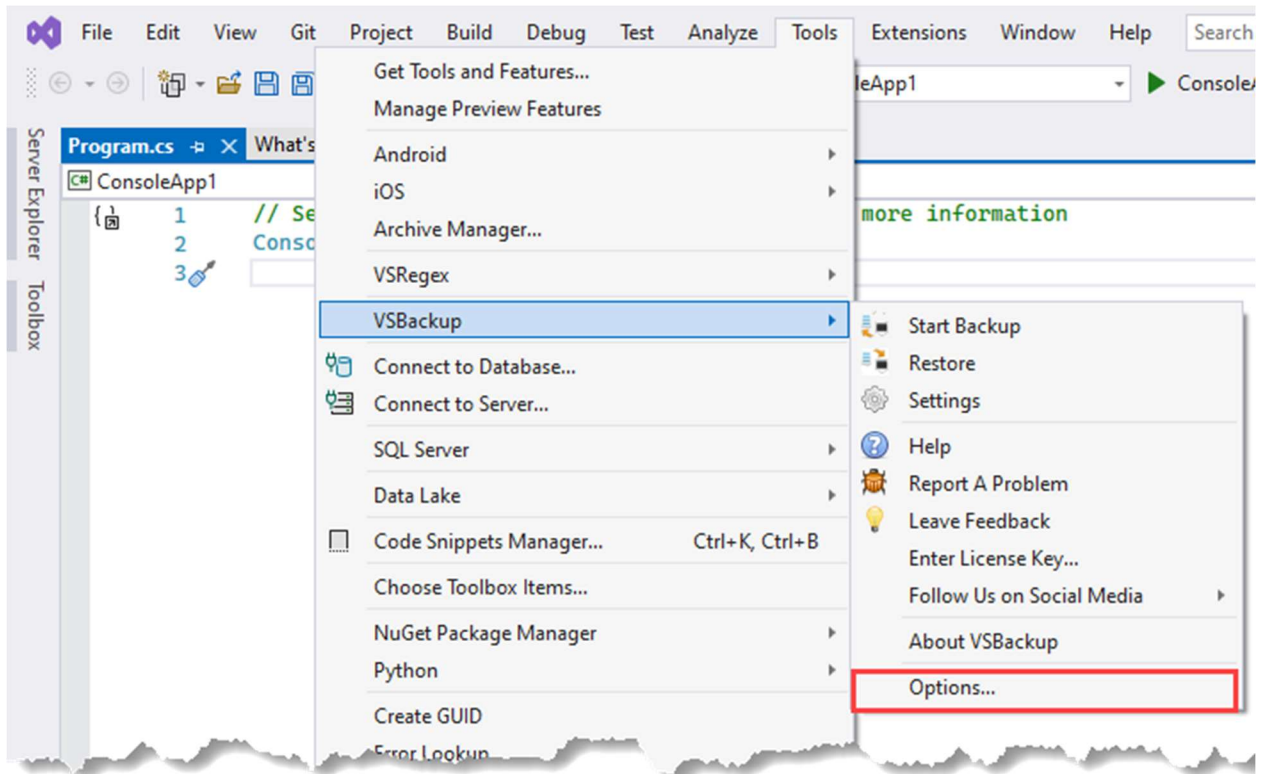 File Edit View Git Project Build Debug Test Analyze Tools Extensions Window Help Search
leApp1 Console
Server Explorer
Toolbox
Program.cs What's
C# ConsoleApp1
1 // Se more information
2 Conso
3
Get Tools and Features...
Manage Preview Features
Android
iOS
Archive Manager...
VSRegex
VSBackup
Connect to Database...
Connect to Server...
SQL Server
Data Lake
Code Snippets Manager... Ctrl+K, Ctrl+B
Choose Toolbox Items...
NuGet Package Manager
Python
Create GUID
Error Lookup
Start Backup
Restore
Settings
Help
Report A Problem
Leave Feedback
Enter License Key...
Follow Us on Social Media
About VSBackup
Options...